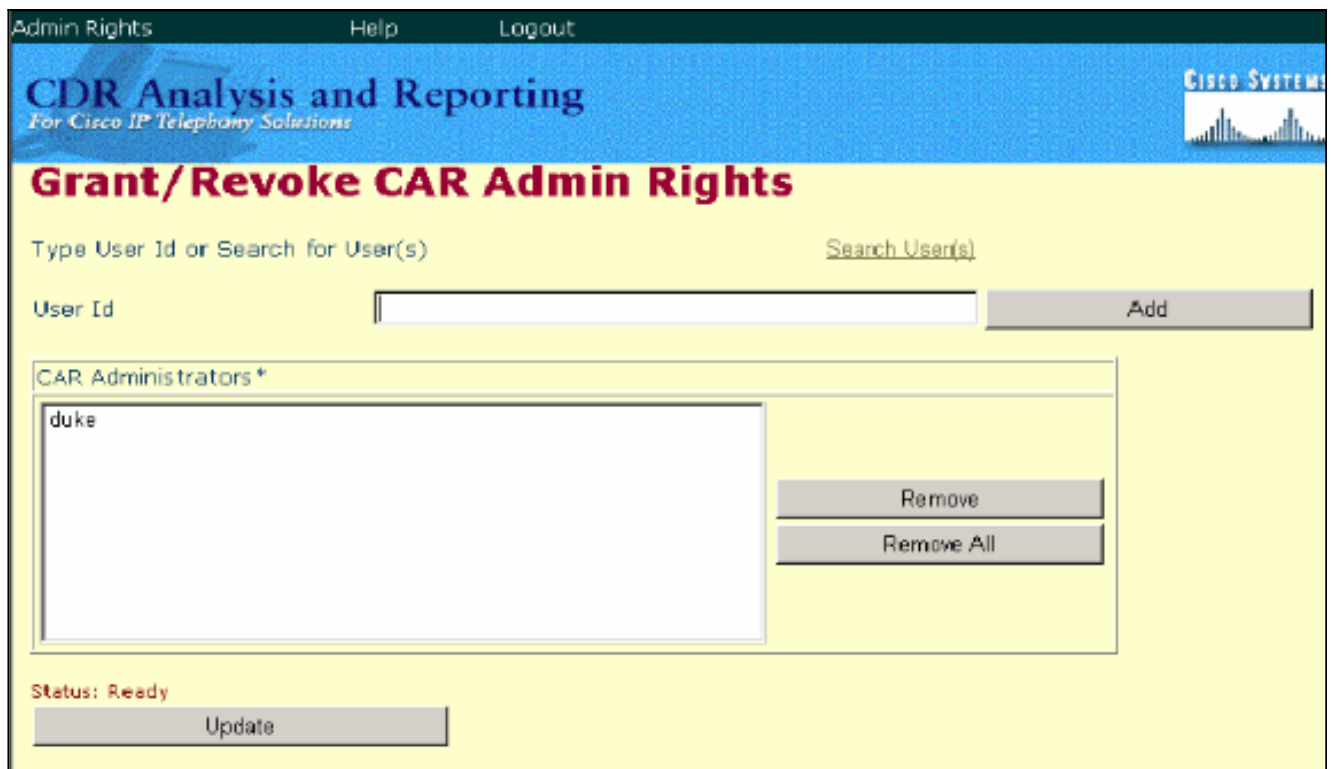 Admin Rights Help Logout
CDR Analysis and Reporting
For Cisco IP Telephony Solutions
CISCO SYSTEMS
Grant/Revoke CAR Admin Rights
Type User Id or Search for User(s) Search User(s)
User Id Add
CAR Administrators*
duke
Remove
Remove All
Status: Ready
Update